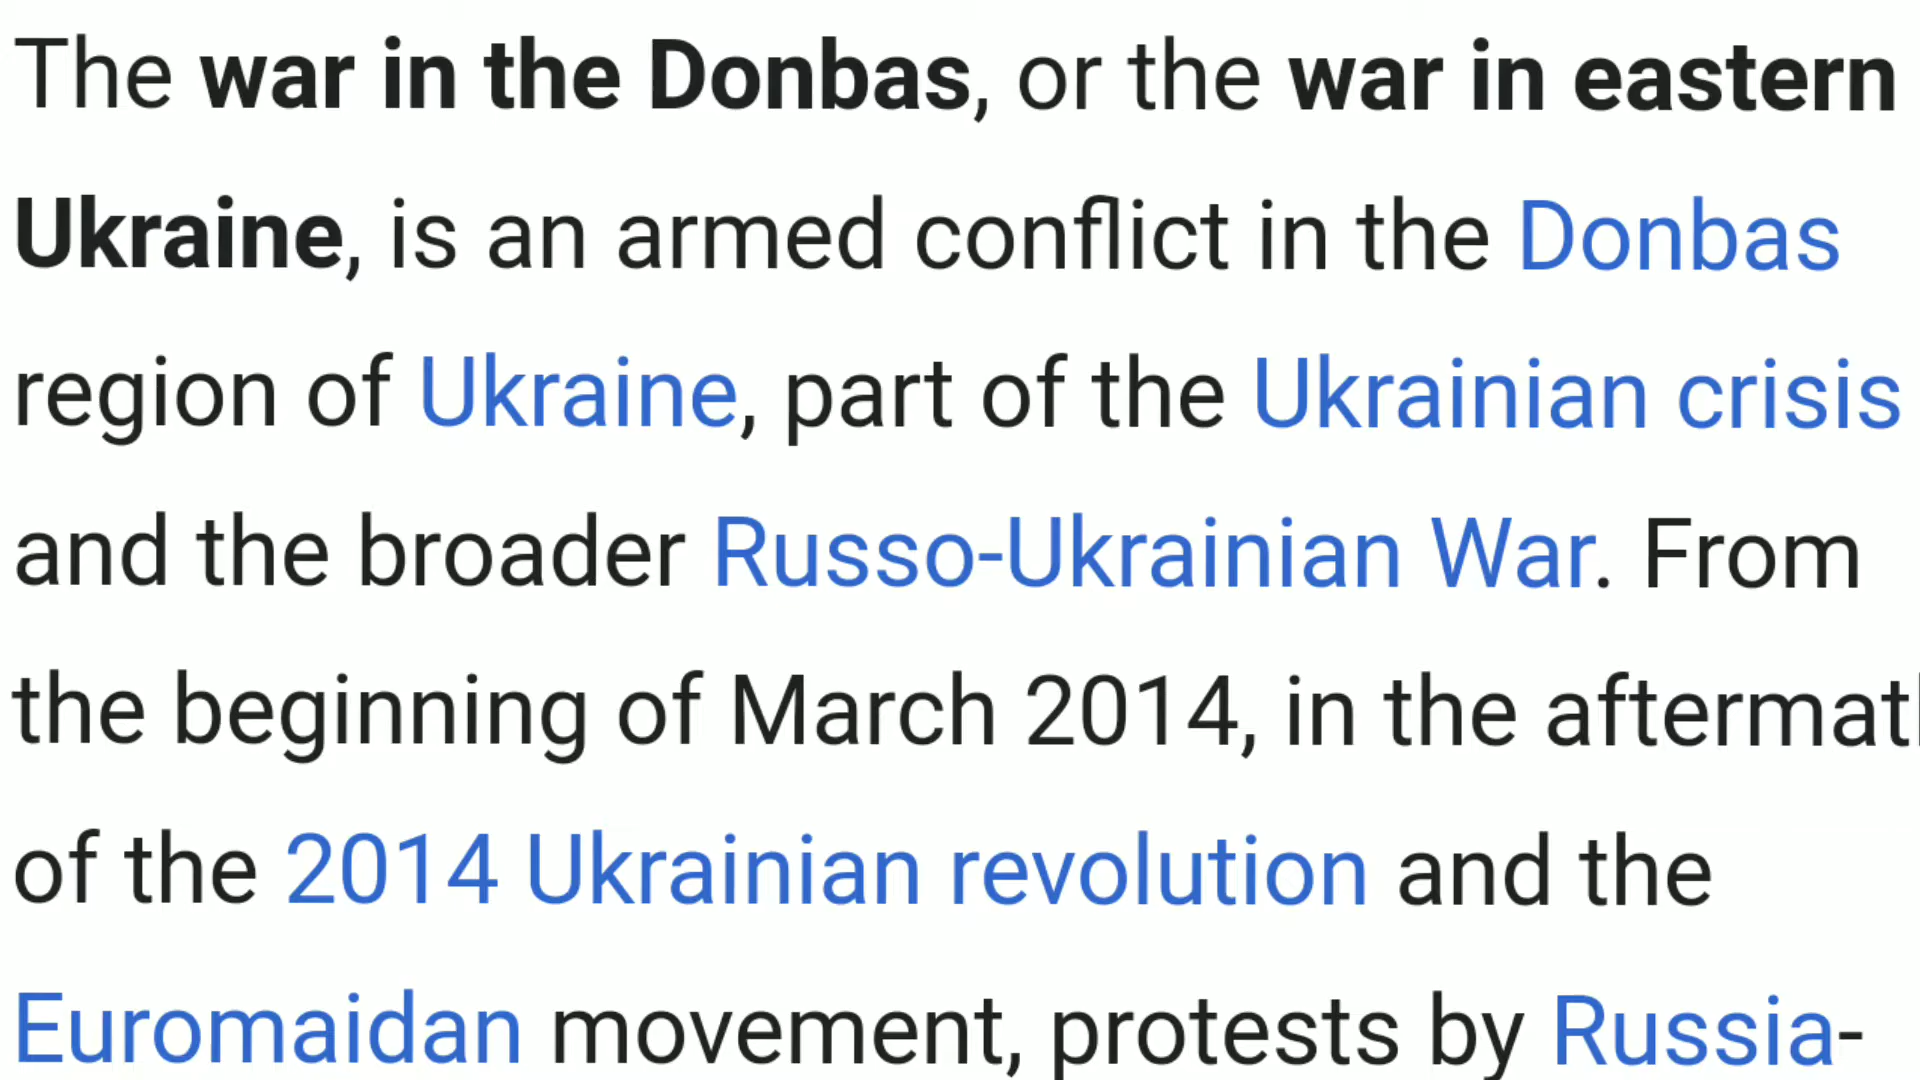 The war in the Donbas, or the war in eastern
Ukraine, is an armed conflict in the Donbas
region of Ukraine, part of the Ukrainian crisis
and the broader Russo-Ukrainian War. From
the beginning of March 2014, in the aftermath
of the 2014 Ukrainian revolution and the
Euromaidan movement, protests by Russia-